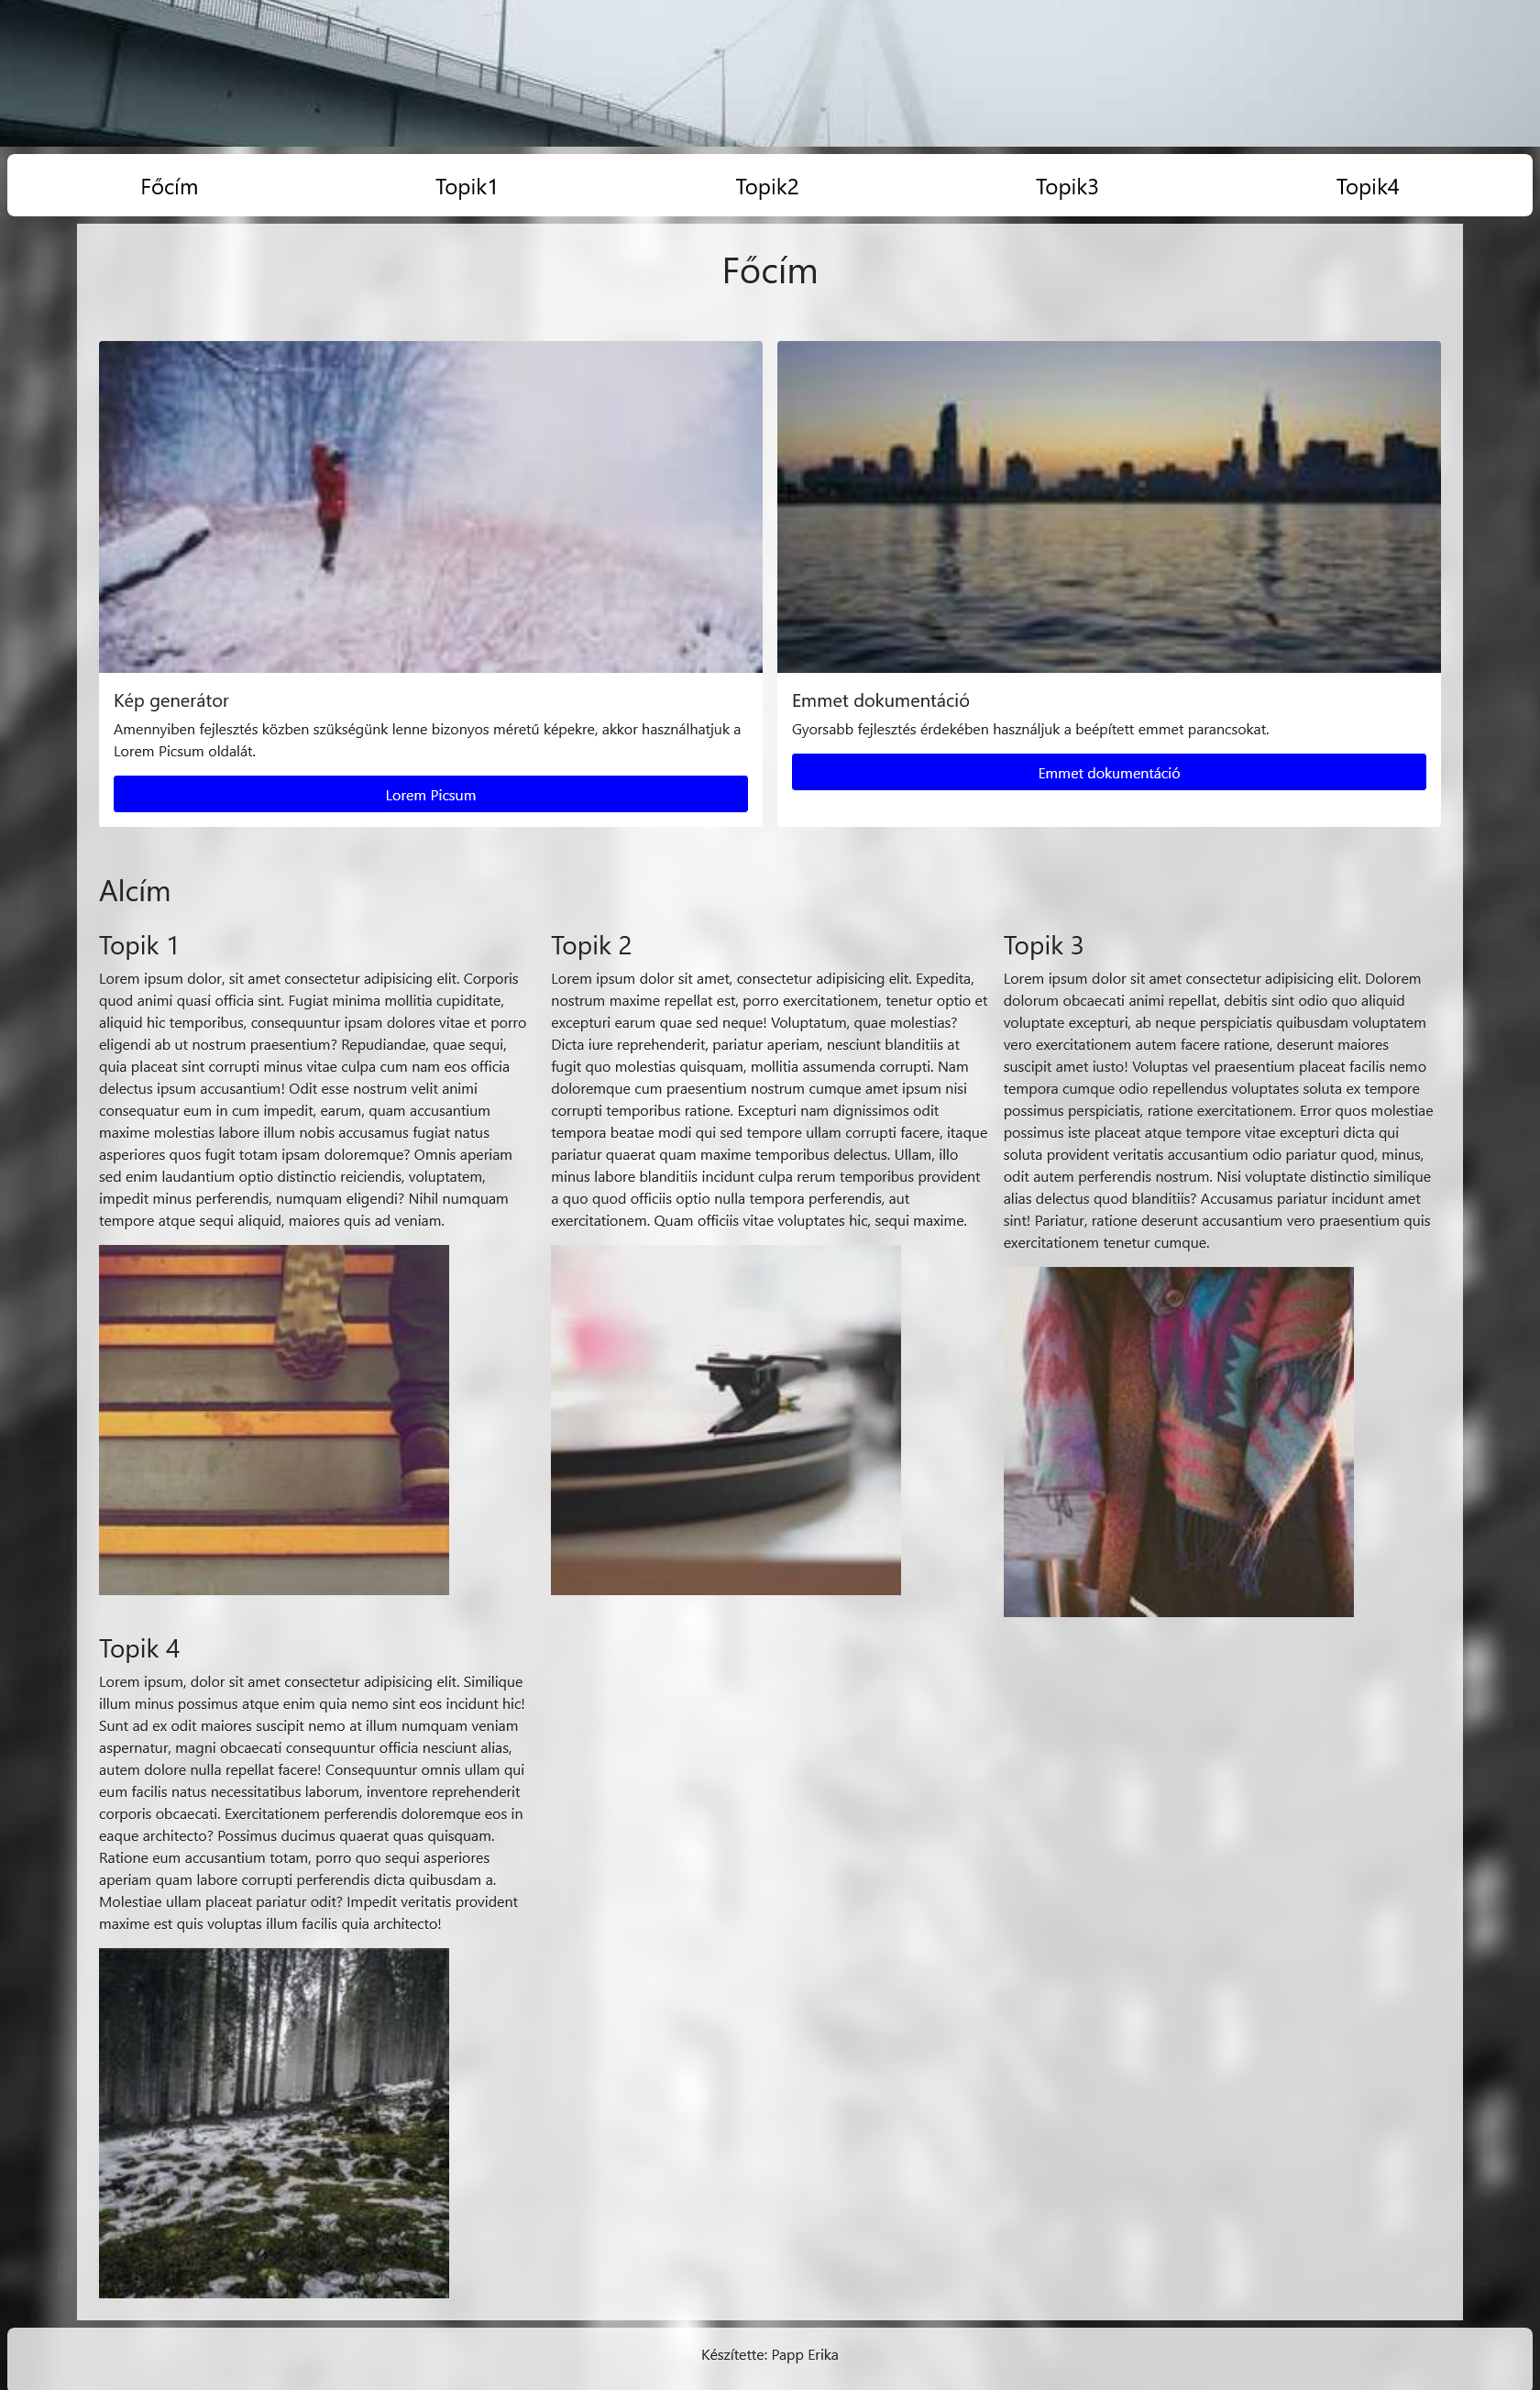 Főcím
Topik1
Topik2
Topik3
Topik4
Főcím
Kép generátor
Amennyiben fejlesztés közben szükségünk lenne bizonyos méretű képekre, akkor használhatjuk a
Lorem Picsum oldalát.
Lorem Picsum
Emmet dokumentáció
Gyorsabb fejlesztés érdekében használjuk a beépített emmet parancsokat.
Emmet dokumentáció
Alcím
Topik 1
Lorem ipsum dolor, sit amet consectetur adipisicing elit. Corporis
quod animi quasi officia sint. Fugiat minima mollitia cupiditate,
aliquid hic temporibus, consequuntur ipsam dolores vitae et porro
eligendi ab ut nostrum praesentium? Repudiandae, quae sequi,
quia placeat sint corrupti minus vitae culpa cum nam eos officia
delectus ipsum accusantium! Odit esse nostrum velit animi
consequatur eum in cum impedit, earum, quam accusantium
maxime molestias labore illum nobis accusamus fugiat natus
asperiores quos fugit totam ipsam doloremque? Omnis aperiam
sed enim laudantium optio distinctio reiciendis, voluptatem,
impedit minus perferendis, numquam eligendi? Nihil numquam
tempore atque sequi aliquid, maiores quis ad veniam.
Topik 2
Lorem ipsum dolor sit amet, consectetur adipisicing elit. Expedita,
nostrum maxime repellat est, porro exercitationem, tenetur optio et
excepturi earum quae sed neque! Voluptatum, quae molestias?
Dicta iure reprehenderit, pariatur aperiam, nesciunt blanditiis at
fugit quo molestias quisquam, mollitia assumenda corrupti. Nam
doloremque cum praesentium nostrum cumque amet ipsum nisi
corrupti temporibus ratione. Excepturi nam dignissimos odit
tempora beatae modi qui sed tempore ullam corrupti facere, itaque
pariatur quaerat quam maxime temporibus delectus. Ullam, illo
minus labore blanditiis incidunt culpa rerum temporibus provident
a quo quod officiis optio nulla tempora perferendis, aut
exercitationem. Quam officiis vitae voluptates hic, sequi maxime.
Topik 3
Lorem ipsum dolor sit amet consectetur adipisicing elit. Dolorem
dolorum obcaecati animi repellat, debitis sint odio quo aliquid
voluptate excepturi, ab neque perspiciatis quibusdam voluptatem
vero exercitationem autem facere ratione, deserunt maiores
suscipit amet iusto! Voluptas vel praesentium placeat facilis nemo
tempora cumque odio repellendus voluptates soluta ex tempore
possimus perspiciatis, ratione exercitationem. Error quos molestiae
possimus iste placeat atque tempore vitae excepturi dicta qui
soluta provident veritatis accusantium odio pariatur quod, minus,
odit autem perferendis nostrum. Nisi voluptate distinctio similique
alias delectus quod blanditiis? Accusamus pariatur incidunt amet
sint! Pariatur, ratione deserunt accusantium vero praesentium quis
exercitationem tenetur cumque.
Topik 4
Lorem ipsum, dolor sit amet consectetur adipisicing elit. Similique
illum minus possimus atque enim quia nemo sint eos incidunt hic!
Sunt ad ex odit maiores suscipit nemo at illum numquam veniam
aspernatur, magni obcaecati consequuntur officia nesciunt alias,
autem dolore nulla repellat facere! Consequuntur omnis ullam qui
eum facilis natus necessitatibus laborum, inventore reprehenderit
corporis obcaecati. Exercitationem perferendis doloremque eos in
eaque architecto? Possimus ducimus quaerat quas quisquam.
Ratione eum accusantium totam, porro quo sequi asperiores
aperiam quam labore corrupti perferendis dicta quibusdam a.
Molestiae ullam placeat pariatur odit? Impedit veritatis provident
maxime est quis voluptas illum facilis quia architecto!
Készítette: Papp Erika